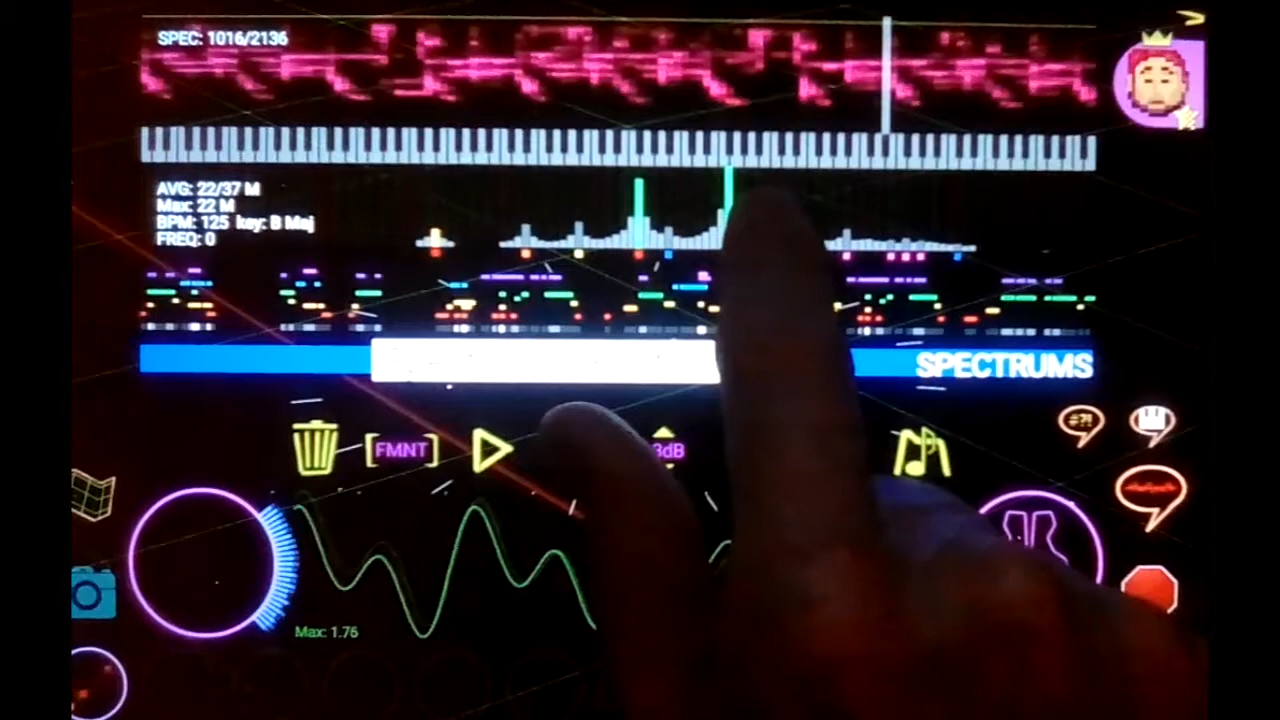 SPEC: 1016/2136
AVG: 22/37 M
Max: 22 M
BPM: 125 key: B Maj
FREQ: 0
SPECTRUMS
#?!
[FMNT]
3dB
Max: 1.76